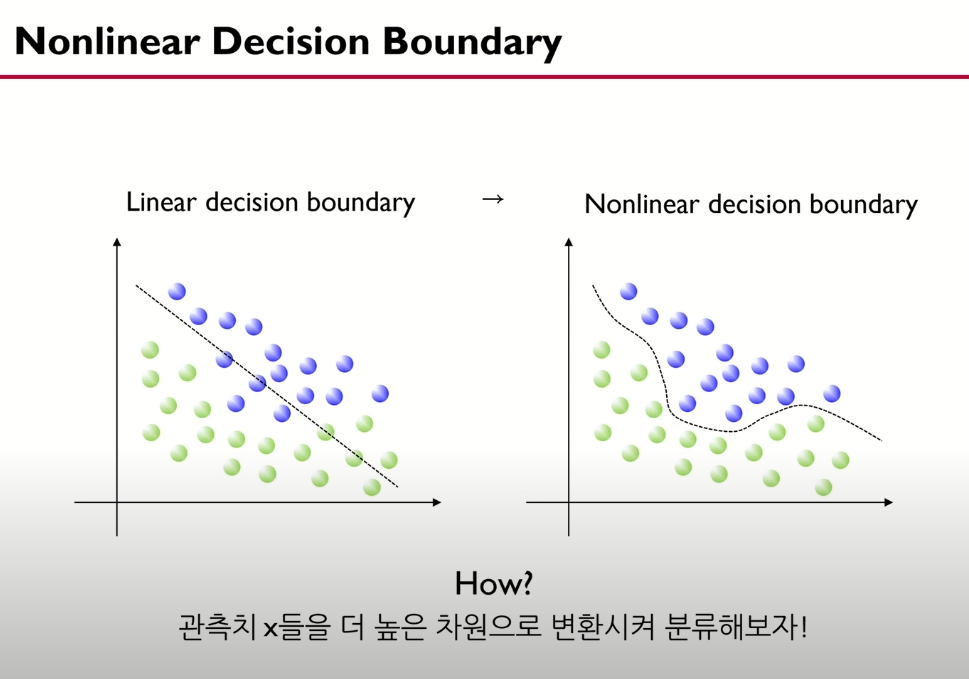 Nonlinear Decision Boundary
Linear decision boundary → Nonlinear decision boundary
How?
관측치 x들을 더 높은 차원으로 변환시켜 분류해보자!